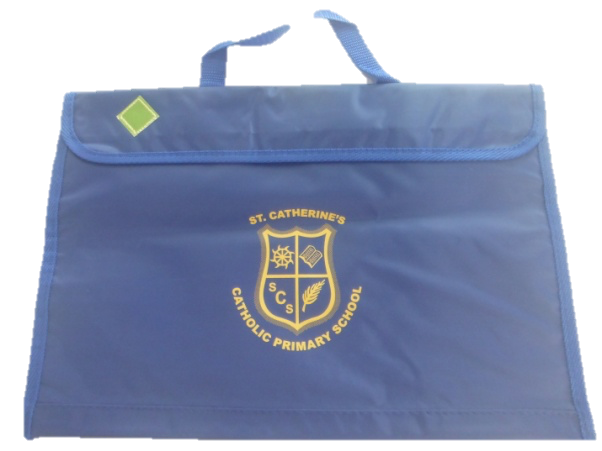 ST. CATHERINE'S
S
C
S
CATHOLIC PRIMARY SCHOOL